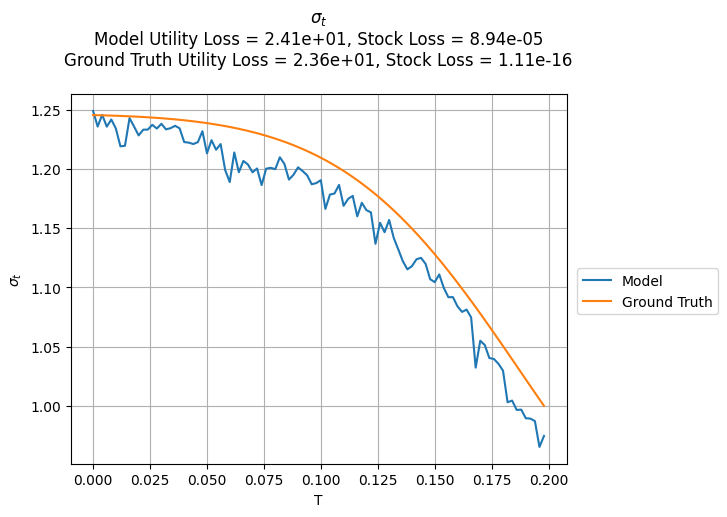 σ_t
Model Utility Loss = 2.41e+01, Stock Loss = 8.94e-05
Ground Truth Utility Loss = 2.36e+01, Stock Loss = 1.11e-16
1.25
1.20
1.15
1.10
1.05
1.00
σ_t
0.000 0.025 0.050 0.075 0.100 0.125 0.150 0.175 0.200
T
Model
Ground Truth